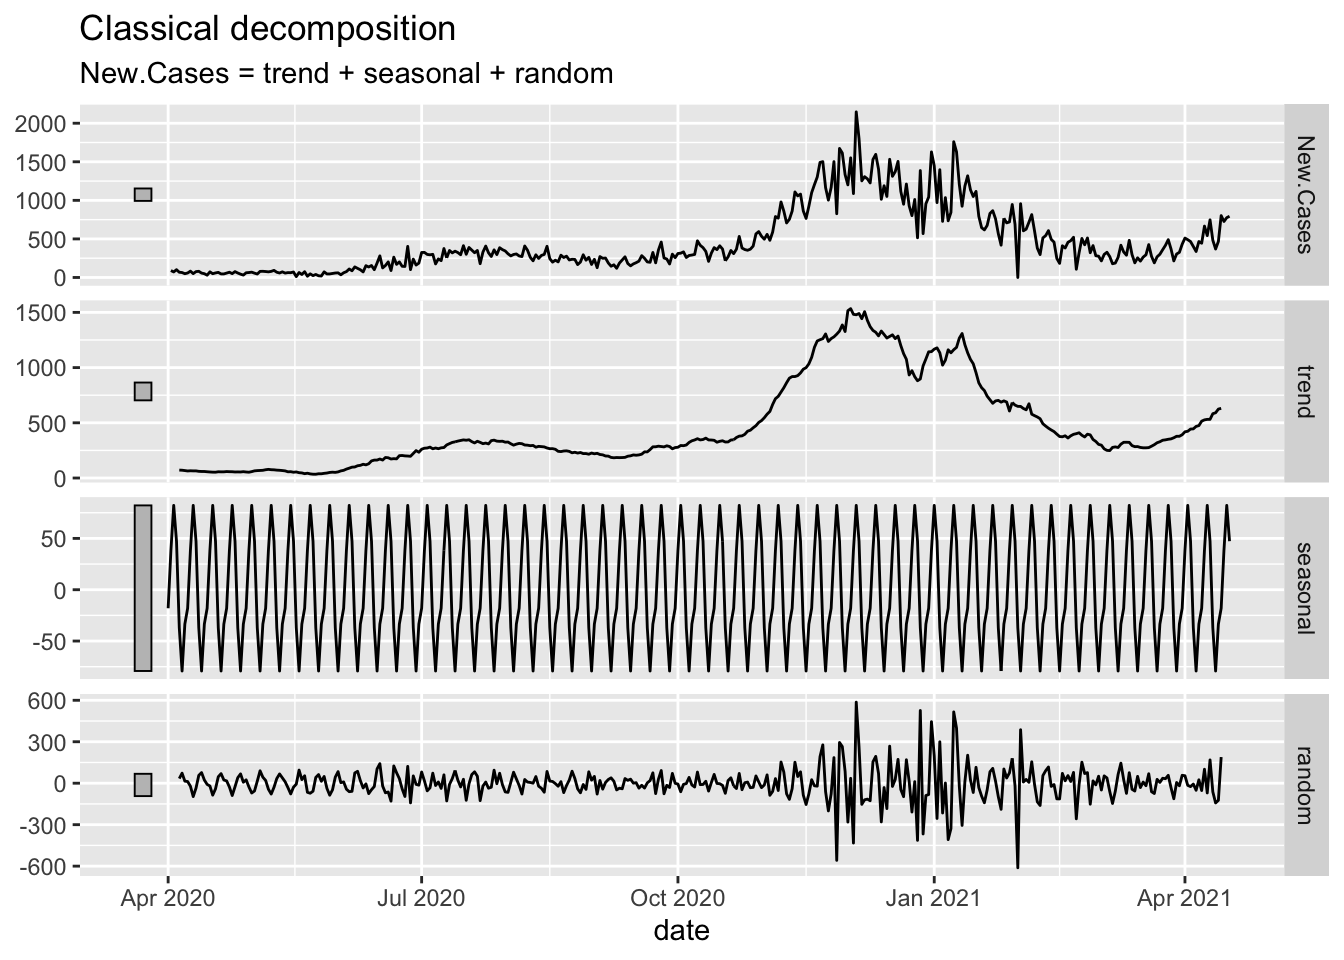 Classical decomposition
New.Cases = trend + seasonal + random
2000
1500
1000
500
0
New.Cases
1500
1000
500
0
trend
50
0
-50
seasonal
600
300
0
-300
-600
random
Apr 2020 Jul 2020 Oct 2020 Jan 2021 Apr 2021
date